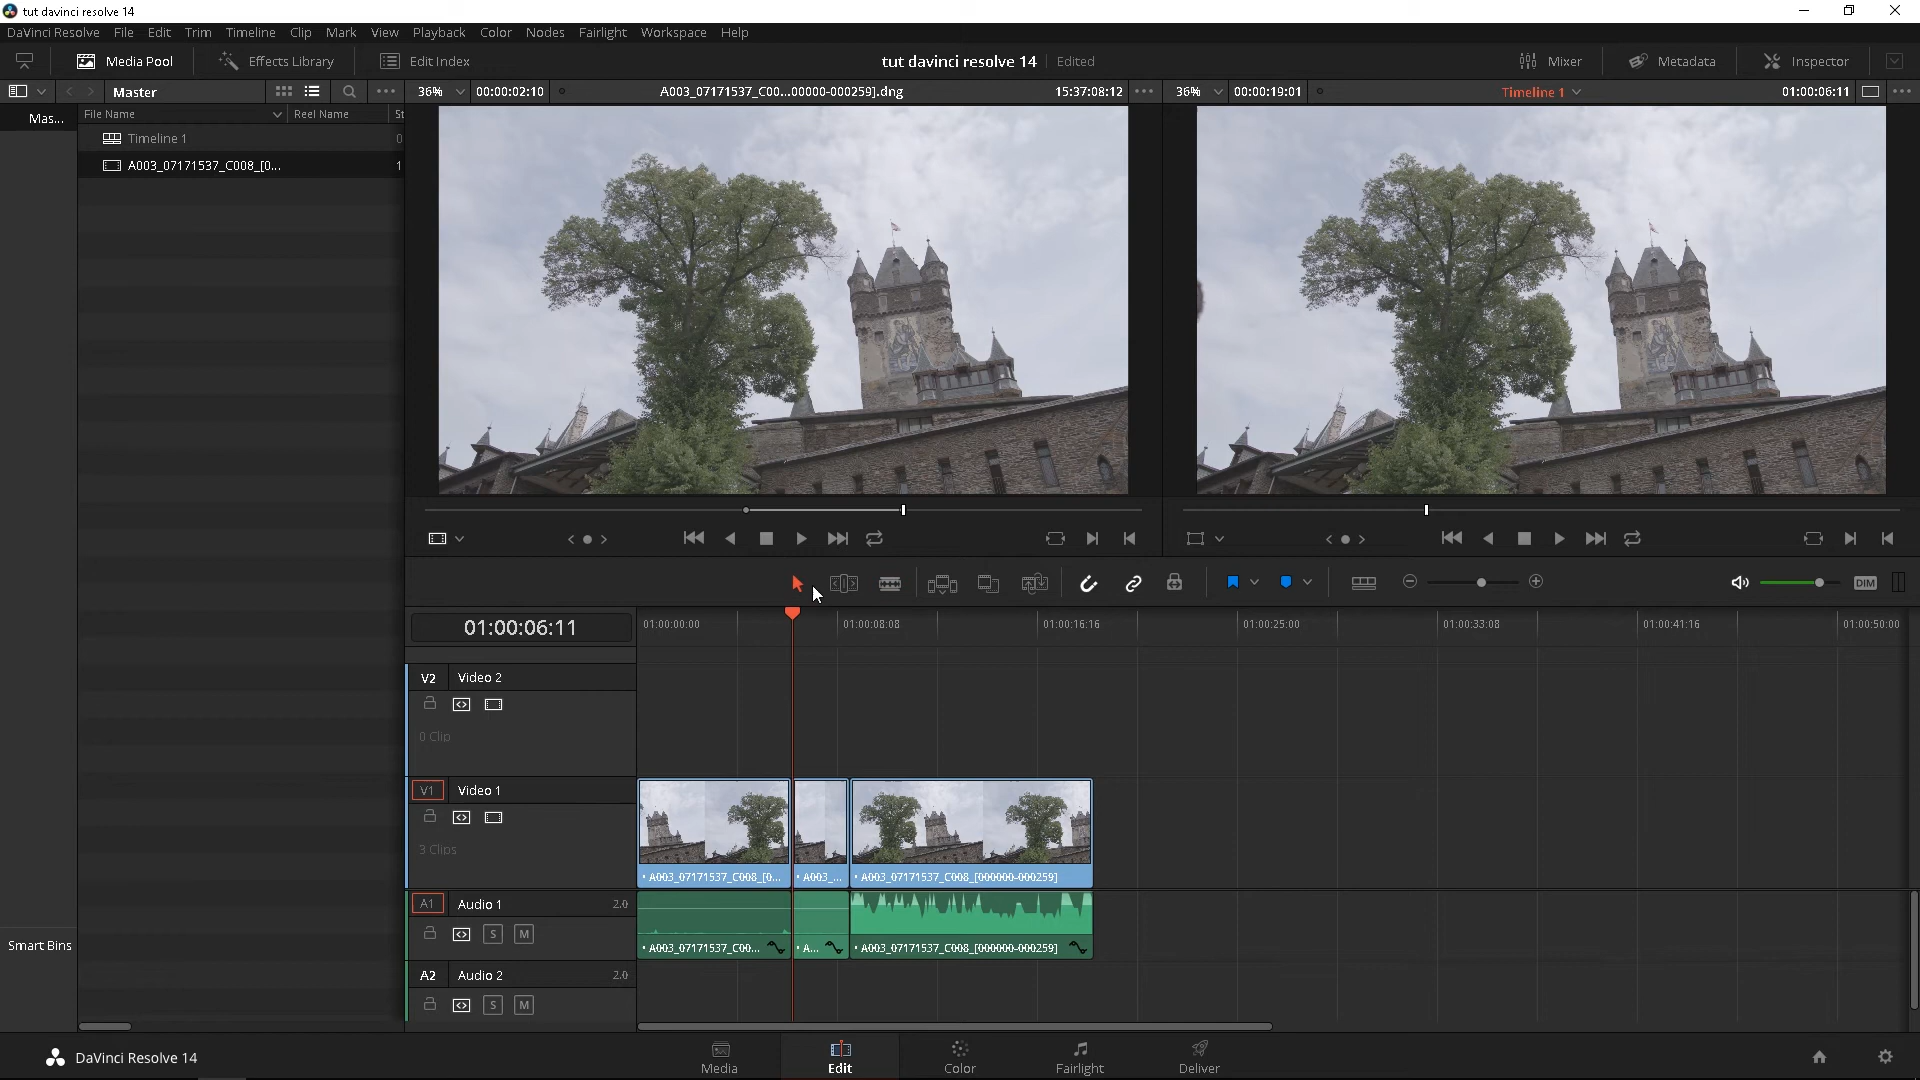 tut davinci resolve 14
DaVinci Resolve File Edit Trim Timeline Clip Mark View Playback Color Nodes Fairlight Workspace Help
Media Pool Effects Library Edit Index tut davinci resolve 14 Edited Mixer Metadata Inspector
Master 36% 00:00:02:10 A003_07171537_C00...00000-000259].dng 15:37:08:12 36% 00:00:19:01 Timeline 1 01:00:06:11
Mas... File Name Reel Name St
Timeline 1 0
A003_07171537_C008_[0... 1
DIM
01:00:06:11 01:00:00:00 01:00:08:08 01:00:16:16 01:00:25:00 01:00:33:08 01:00:41:16 01:00:50:00
V2 Video 2
0 Clip
V1 Video 1
3 Clips
• A003_07171537_C008_[0... • A003_... • A003_07171537_C008_[000000-000259]
A1 Audio 1 2.0
S M
• A003_07171537_C00... • A... • A003_07171537_C008_[000000-000259]
Smart Bins
A2 Audio 2 2.0
S M
DaVinci Resolve 14 Media Edit Color Fairlight Deliver